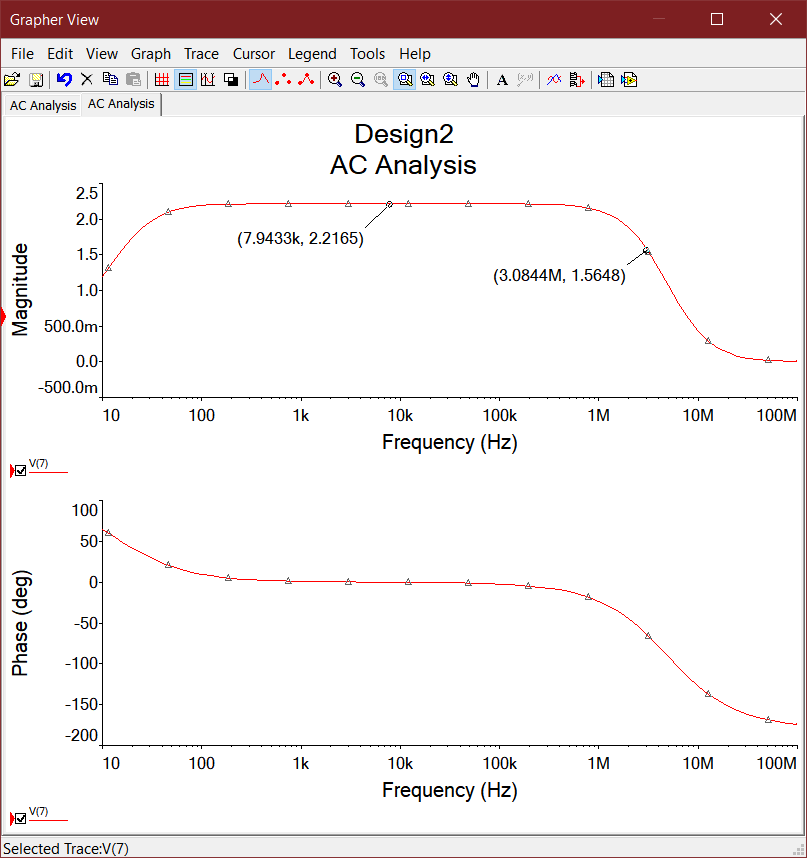 Grapher View
File Edit View Graph Trace Cursor Legend Tools Help
A
AC Analysis AC Analysis
Design2
AC Analysis
Magnitude
2.5
2.0
1.5
1.0
500.0m
0.0
-500.0m
(7.9433k, 2.2165)
(3.0844M, 1.5648)
10 100 1k 10k 100k 1M 10M 100M
Frequency (Hz)
V(7)
Phase (deg)
100
50
0
-50
-100
-150
-200
10 100 1k 10k 100k 1M 10M 100M
Frequency (Hz)
V(7)
Selected Trace:V(7)